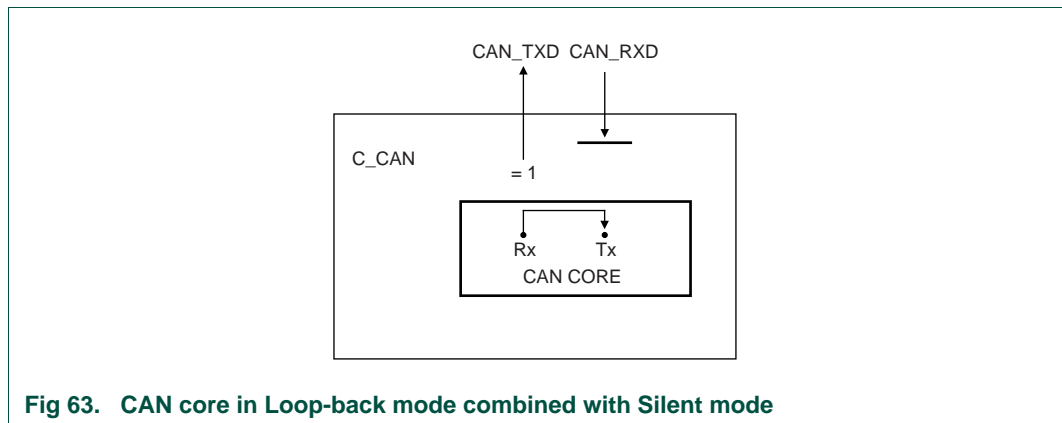 CAN_TXD CAN_RXD
C_CAN
= 1
Rx Tx
CAN CORE
Fig 63. CAN core in Loop-back mode combined with Silent mode